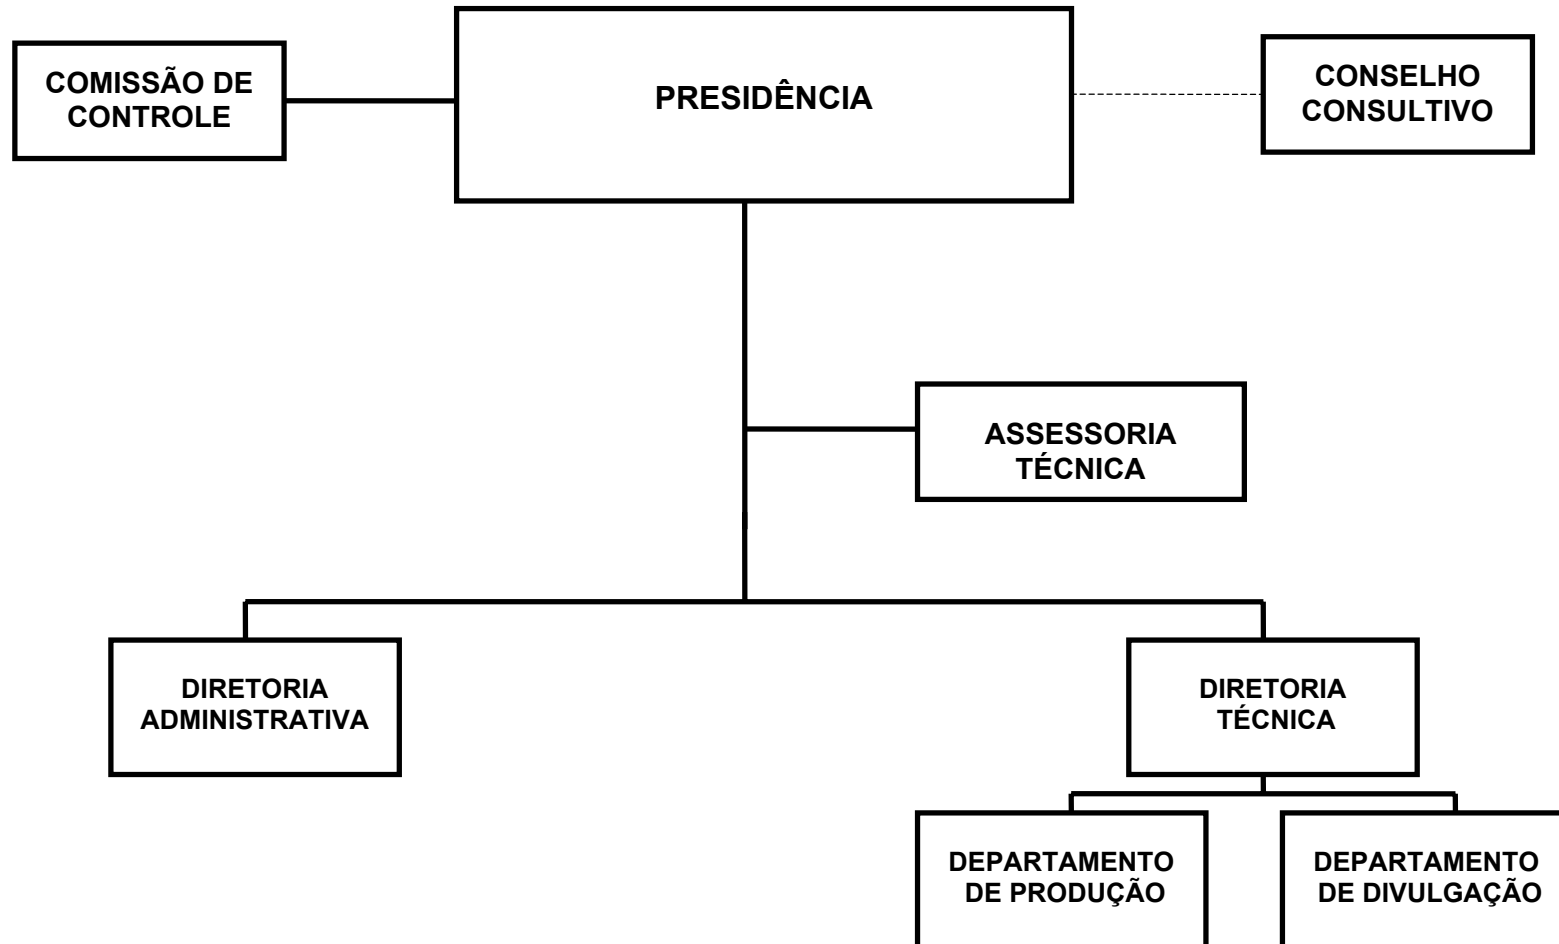 COMISSÃO DE
CONTROLE
PRESIDÊNCIA
CONSELHO
CONSULTIVO
ASSESSORIA
TÉCNICA
DIRETORIA
ADMINISTRATIVA
DIRETORIA
TÉCNICA
DEPARTAMENTO
DE PRODUÇÃO
DEPARTAMENTO
DE DIVULGAÇÃO